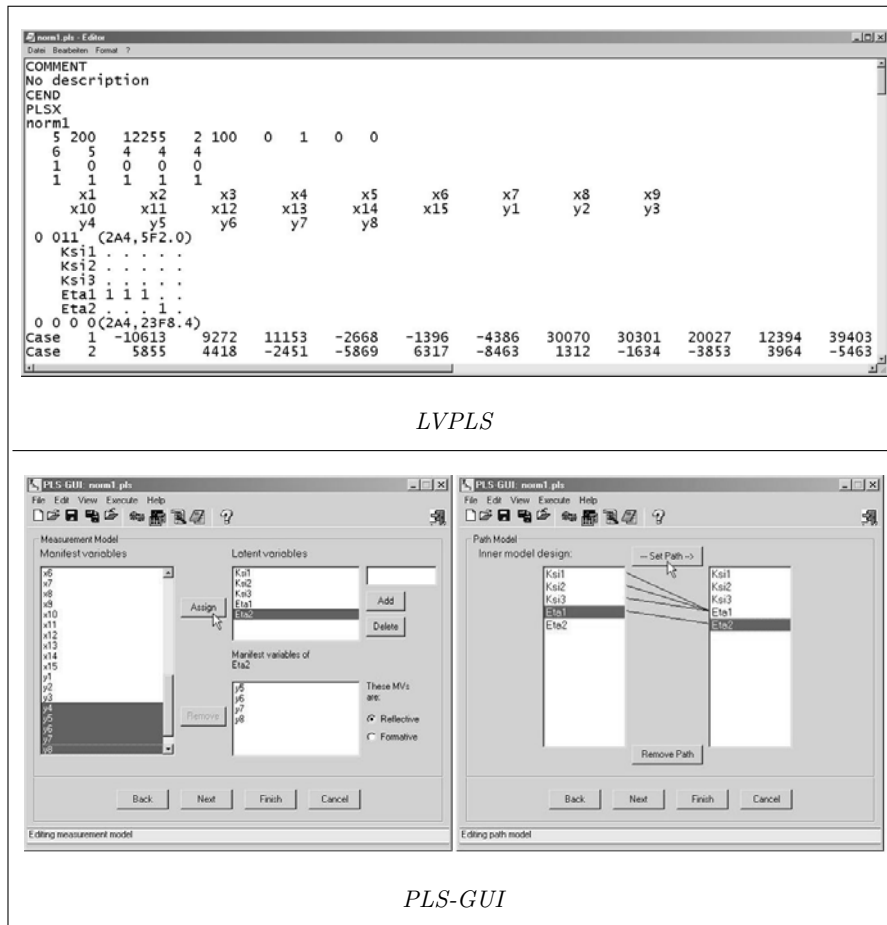 norm1.pls - Editor
Datei Bearbeiten Format ?
COMMENT
No description
CEND
PLSX
norm1
5 200 12255 2 100 0 1 0 0
6 5 4 4 4
1 0 0 0 0
1 1 1 1 1
x1 x2 x3 x4 x5 x6 x7 x8 x9
x10 x11 x12 x13 x14 x15 y1 y2 y3
y4 y5 y6 y7 y8
0 011 (2A4,5F2.0)
Ksi1 . . . . .
Ksi2 . . . . .
Ksi3 . . . . .
Eta1 1 1 1 . .
Eta2 . . . 1 .
0 0 0 0(2A4,23F8.4)
Case 1 -10613 9272 11153 -2668 -1396 -4386 30070 30301 20027 12394 39403
Case 2 5855 4418 -2451 -5869 6317 -8463 1312 -1634 -3853 3964 -5463
LVPLS
PLS-GUI: norm1.pls
File Edit View Execute Help
Measurement Model
Manifest variables
Latent variables
x6
x7
x8
x9
x10
x11
x12
x13
x14
x15
y1
y2
y3
y4
y5
y6
y7
y8
Assign
Remove
Ksi1
Ksi2
Ksi3
Eta1
Eta2
Add
Delete
Manifest variables of
Eta2
y5
y6
y7
y8
These MVs
are:
Reflective
Formative
Back Next Finish Cancel
Editing measurement model
PLS-GUI: norm1.pls
File Edit View Execute Help
Path Model
Inner model design:
-- Set Path -->
Ksi1
Ksi2
Ksi3
Eta1
Eta2
Ksi1
Ksi2
Ksi3
Eta1
Eta2
Remove Path
Back Next Finish Cancel
Editing path model
PLS-GUI